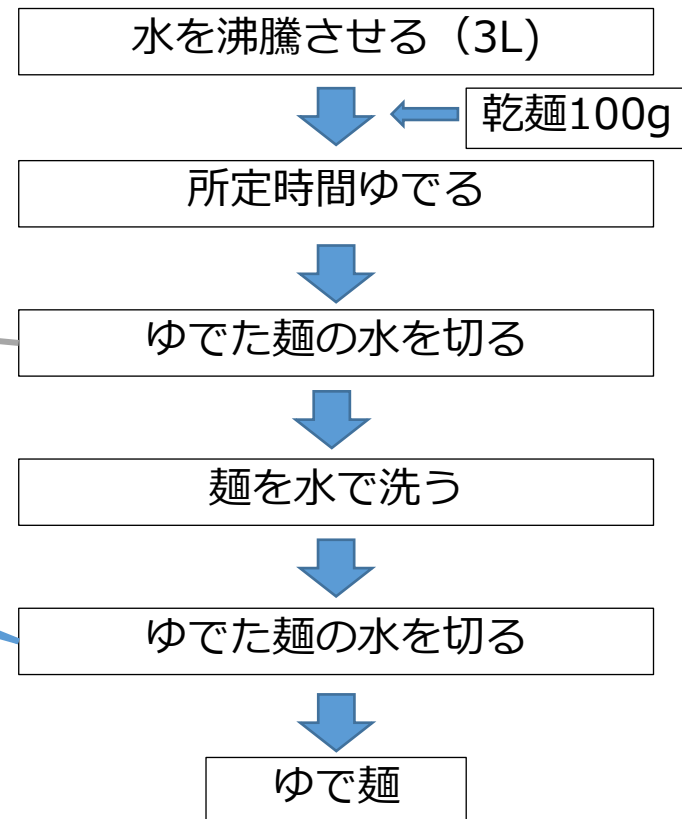 水を沸騰させる（3L)
乾麺100g
所定時間ゆでる
ゆでた麺の水を切る
麺を水で洗う
ゆでた麺の水を切る
ゆで麺